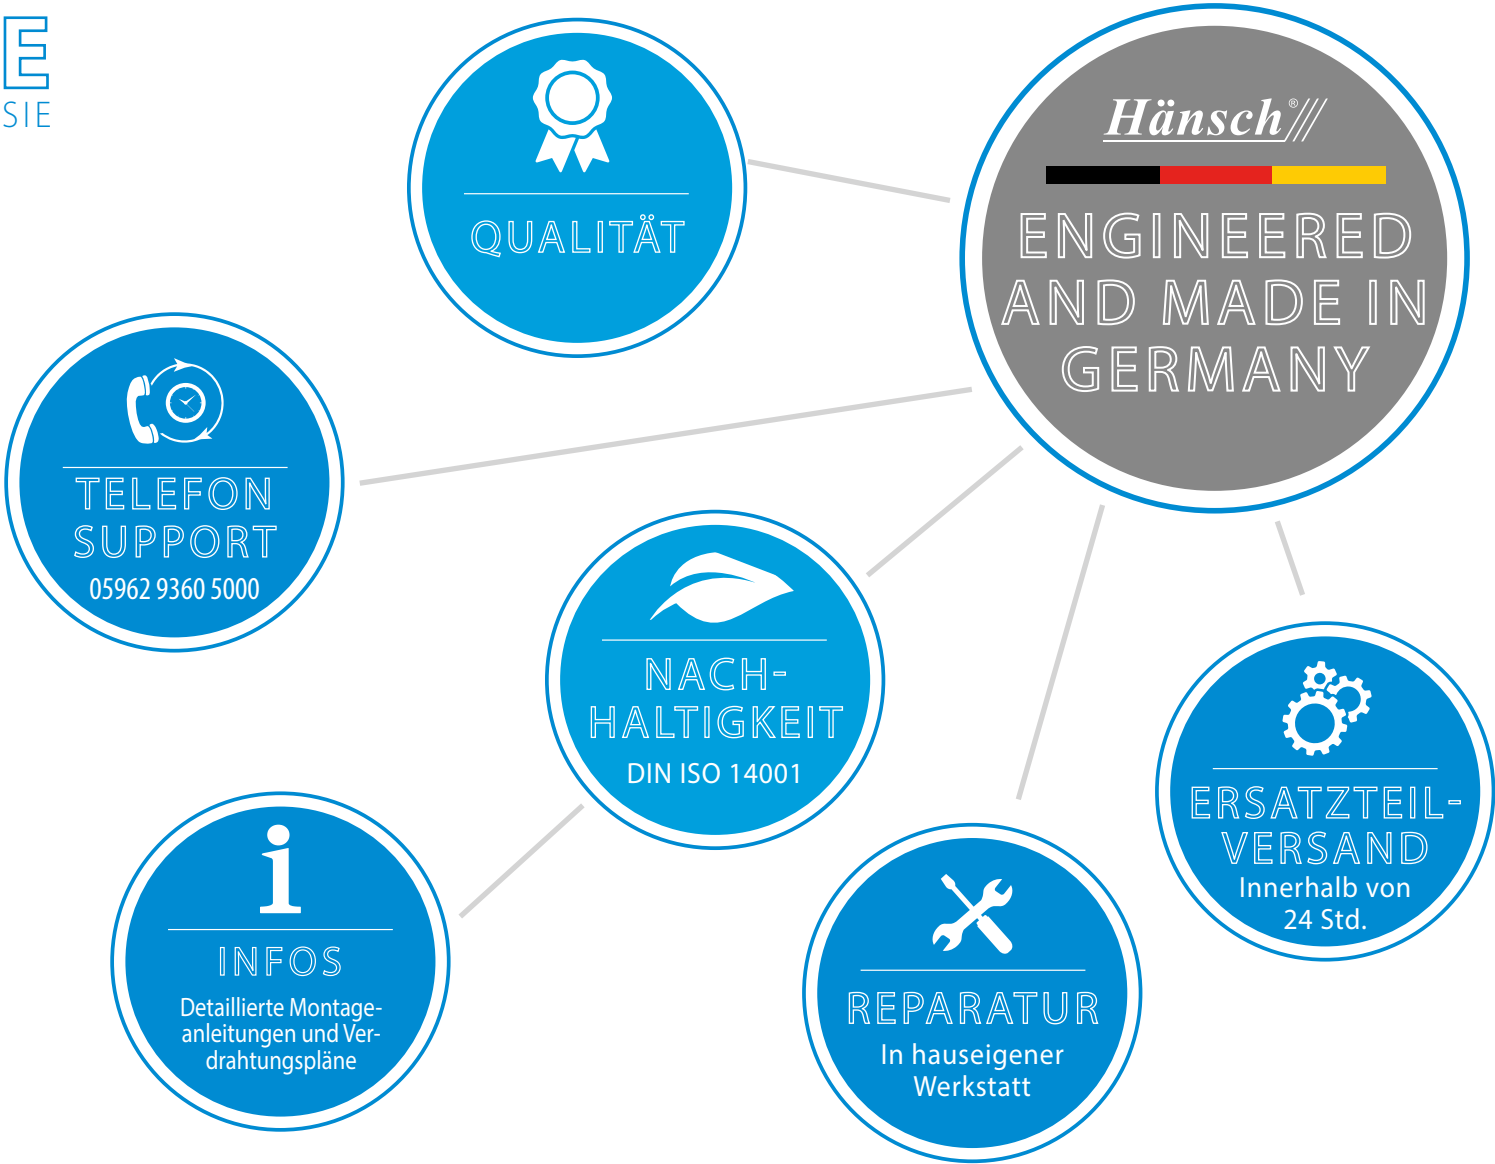 E
SIE
QUALITÄT
Hänsch®
ENGINEERED
AND MADE IN
GERMANY
TELEFON
SUPPORT
05962 9360 5000
NACH-
HALTIGKEIT
DIN ISO 14001
ERSATZTEIL-
VERSAND
Innerhalb von
24 Std.
INFOS
Detaillierte Montage-
anleitungen und Ver-
drahtungspläne
REPARATUR
In hauseigener
Werkstatt